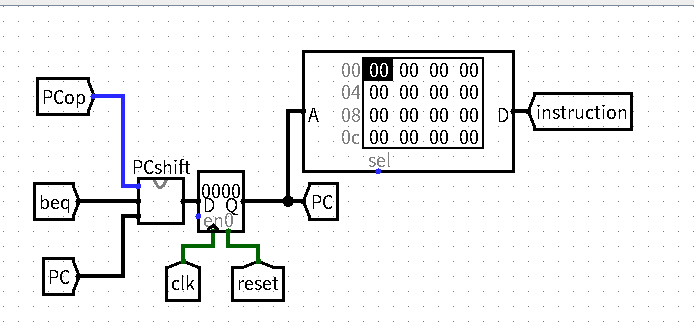 00 00 00 00 00
PCop
04 00 00 00 00
instruction
A
08 00 00 00 00
D
0c 00 00 00 00
sel
PCshift
beq
0000
D Q
PC
en0
PC
clk
reset